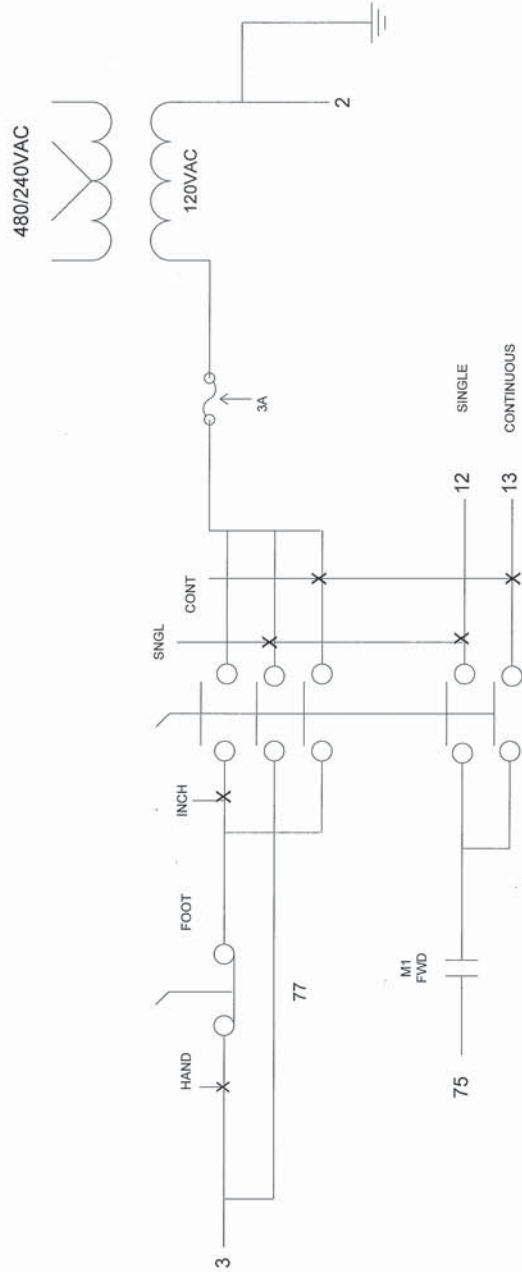 480/240VAC
120VAC
2
3A
CONT
SNGL
INCH
FOOT
HAND
3
77
12
SINGLE
13
CONTINUOUS
M1
FWD
75